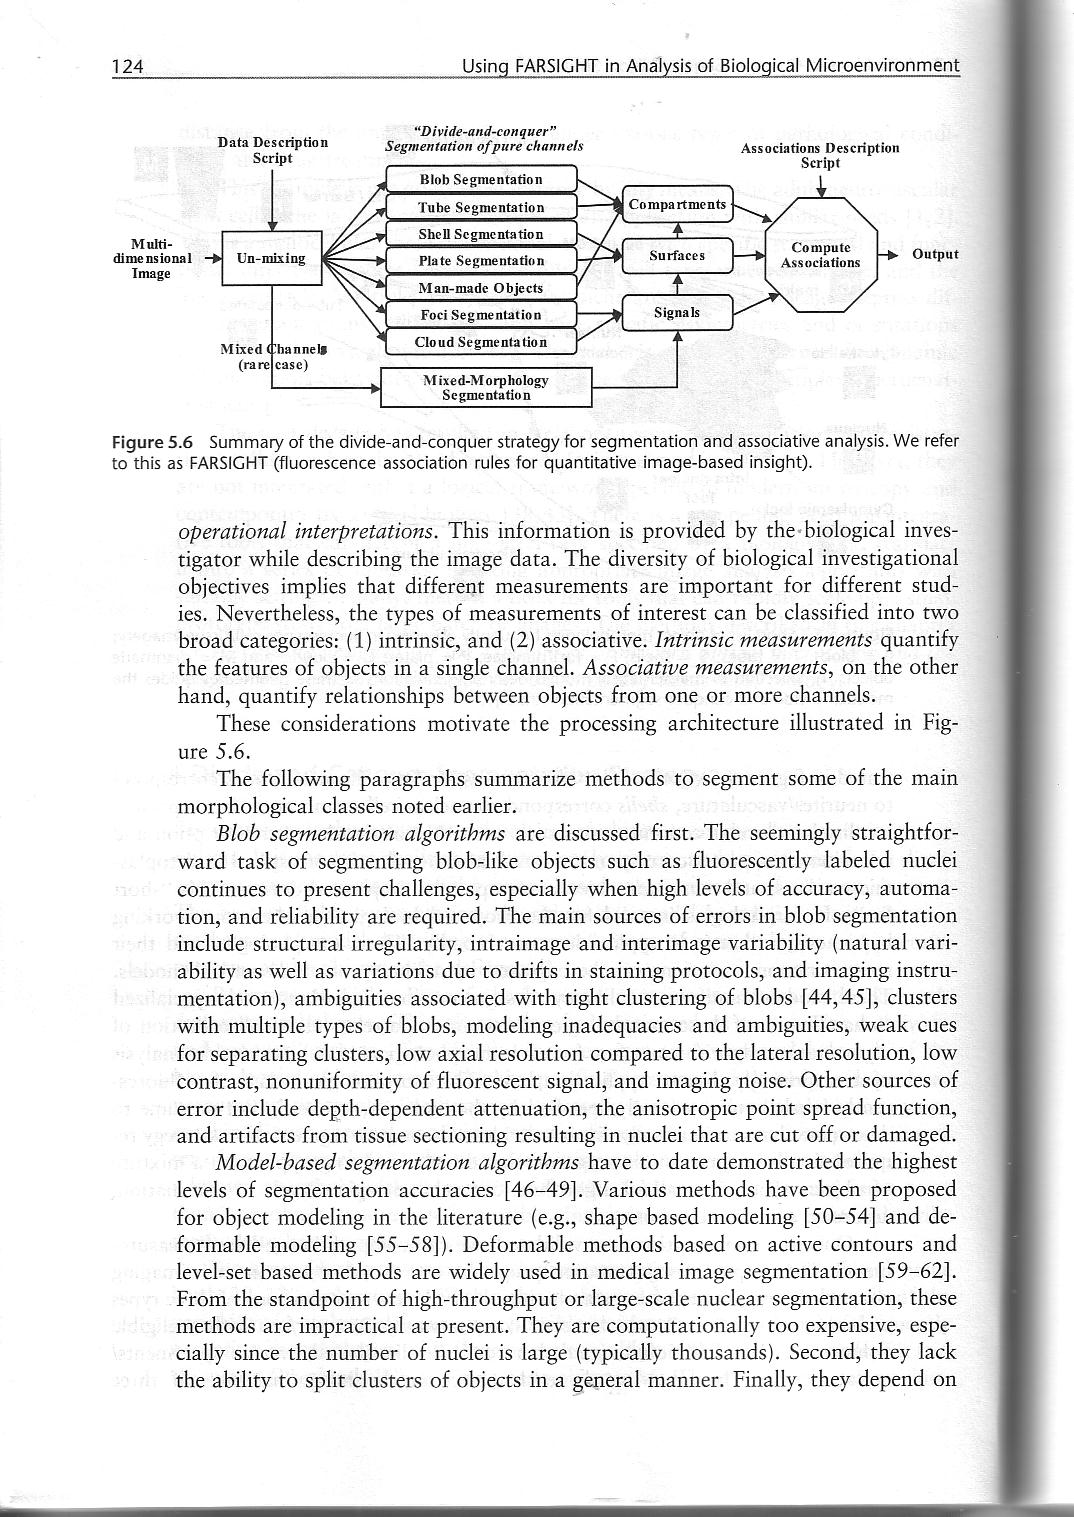 124
Using FARSIGHT in Analysis of Biological Microenvironment
Data Description
Script
"Divide-and-conquer"
Segmentation of pure channels
Associations Description
Script
Multi-
dimensional
Image
Un-mixing
Blob Segmentation
Tube Segmentation
Shell Segmentation
Plate Segmentation
Man-made Objects
Foci Segmentation
Cloud Segmentation
Compartments
Surfaces
Signals
Compute
Associations
Output
Mixed Channels
(rare case)
Mixed-Morphology
Segmentation
Figure 5.6 Summary of the divide-and-conquer strategy for segmentation and associative analysis. We refer
to this as FARSIGHT (fluorescence association rules for quantitative image-based insight).
operational interpretations. This information is provided by the biological inves-
tigator while describing the image data. The diversity of biological investigational
objectives implies that different measurements are important for different stud-
ies. Nevertheless, the types of measurements of interest can be classified into two
broad categories: (1) intrinsic, and (2) associative. Intrinsic measurements quantify
the features of objects in a single channel. Associative measurements, on the other
hand, quantify relationships between objects from one or more channels.
These considerations motivate the processing architecture illustrated in Fig-
ure 5.6.
The following paragraphs summarize methods to segment some of the main
morphological classes noted earlier.
Blob segmentation algorithms are discussed first. The seemingly straightfor-
ward task of segmenting blob-like objects such as fluorescently labeled nuclei
continues to present challenges, especially when high levels of accuracy, automa-
tion, and reliability are required. The main sources of errors in blob segmentation
include structural irregularity, intraimage and interimage variability (natural vari-
ability as well as variations due to drifts in staining protocols, and imaging instru-
mentation), ambiguities associated with tight clustering of blobs [44,45], clusters
with multiple types of blobs, modeling inadequacies and ambiguities, weak cues
for separating clusters, low axial resolution compared to the lateral resolution, low
contrast, nonuniformity of fluorescent signal, and imaging noise. Other sources of
error include depth-dependent attenuation, the anisotropic point spread function,
and artifacts from tissue sectioning resulting in nuclei that are cut off or damaged.
Model-based segmentation algorithms have to date demonstrated the highest
levels of segmentation accuracies [46–49]. Various methods have been proposed
for object modeling in the literature (e.g., shape based modeling [50–54] and de-
formable modeling [55–58]). Deformable methods based on active contours and
level-set based methods are widely used in medical image segmentation [59–62].
From the standpoint of high-throughput or large-scale nuclear segmentation, these
methods are impractical at present. They are computationally too expensive, espe-
cially since the number of nuclei is large (typically thousands). Second, they lack
the ability to split clusters of objects in a general manner. Finally, they depend on